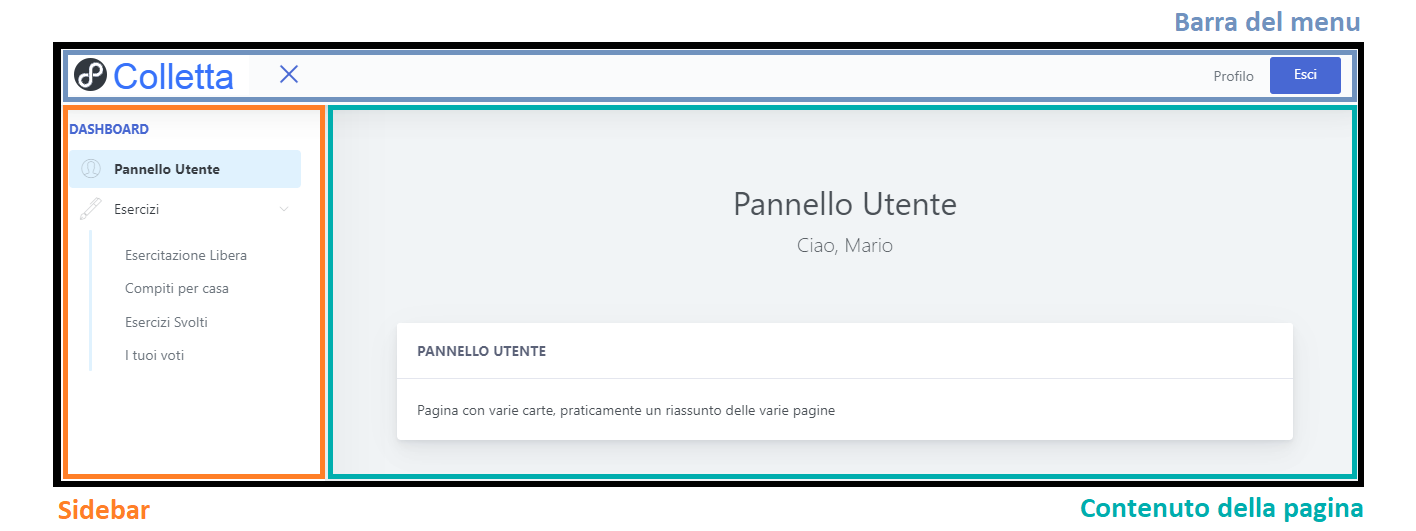 Barra del menu
Colletta
Profilo
Esci
DASHBOARD
Pannello Utente
Esercizi
Esercitazione Libera
Compiti per casa
Esercizi Svolti
I tuoi voti
Pannello Utente
Ciao, Mario
PANNELLO UTENTE
Pagina con varie carte, praticamente un riassunto delle varie pagine
Sidebar
Contenuto della pagina